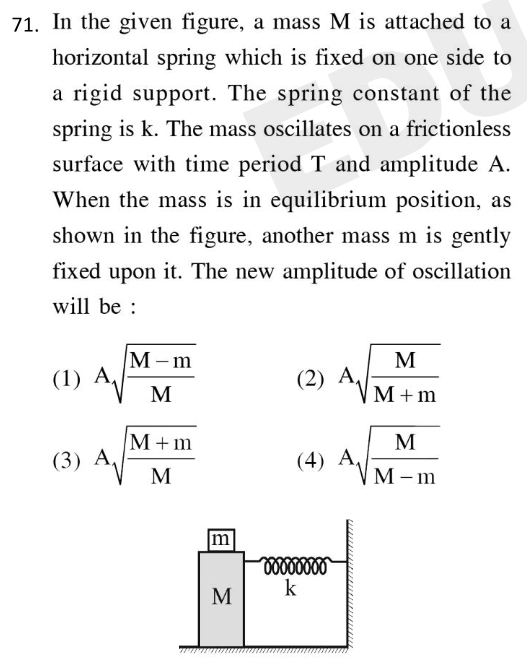 71. In the given figure, a mass M is attached to a
horizontal spring which is fixed on one side to
a rigid support. The spring constant of the
spring is k. The mass oscillates on a frictionless
surface with time period T and amplitude A.
When the mass is in equilibrium position, as
shown in the figure, another mass m is gently
fixed upon it. The new amplitude of oscillation
will be :
(1) A√((M – m)/M) (2) A√(M/(M + m))
(3) A√((M + m)/M) (4) A√(M/(M – m))
m
k
M
EDU